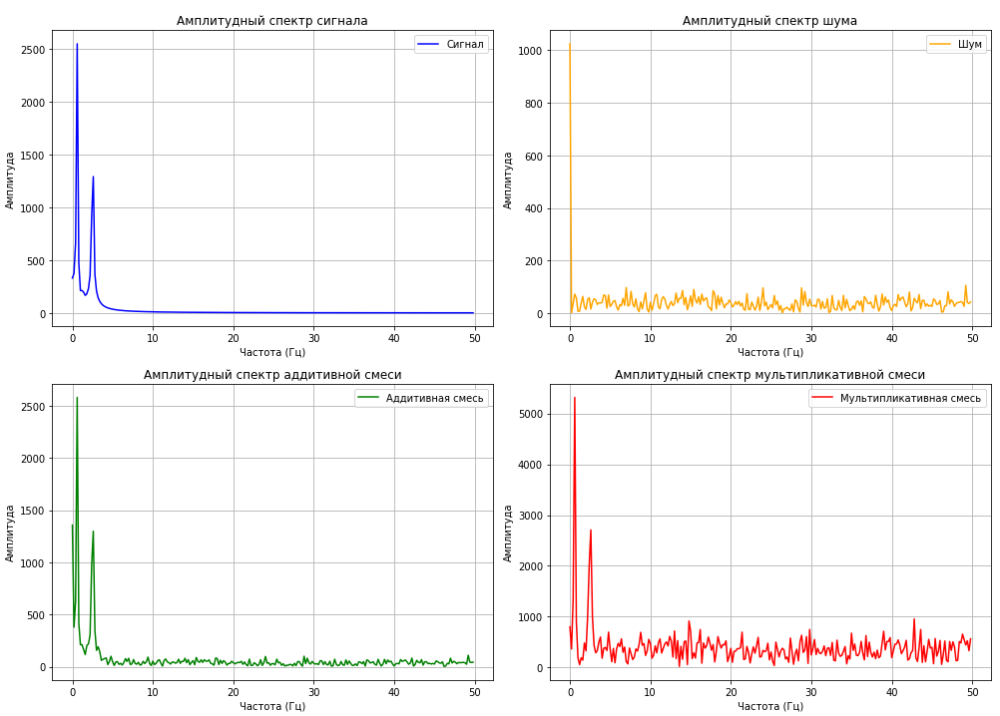 Амплитудный спектр сигнала
Сигнал
Амплитуда
2500
2000
1500
1000
500
0
0 10 20 30 40 50
Частота (Гц)
Амплитудный спектр шума
Шум
Амплитуда
1000
800
600
400
200
0
0 10 20 30 40 50
Частота (Гц)
Амплитудный спектр аддитивной смеси
Аддитивная смесь
Амплитуда
2500
2000
1500
1000
500
0
0 10 20 30 40 50
Частота (Гц)
Амплитудный спектр мультипликативной смеси
Мультипликативная смесь
Амплитуда
5000
4000
3000
2000
1000
0
0 10 20 30 40 50
Частота (Гц)